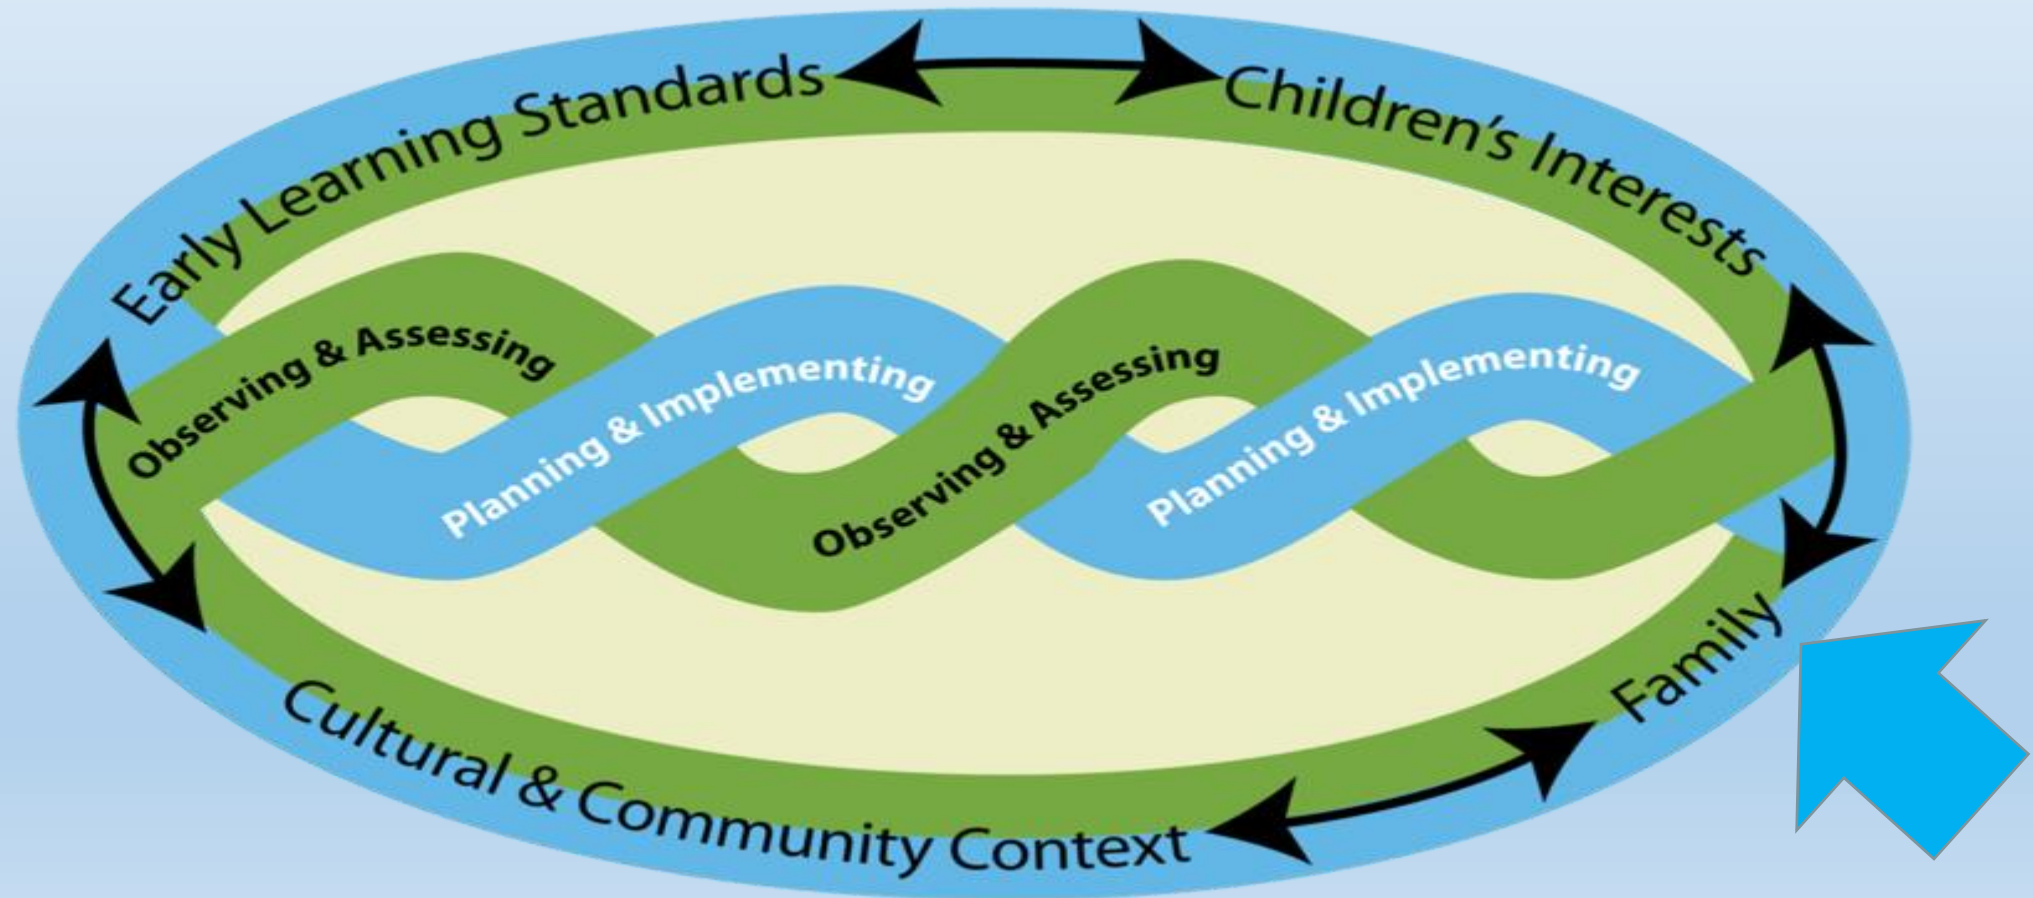 Early Learning Standards
Children's Interests
Observing & Assessing
Planning & Implementing
Observing & Assessing
Planning & Implementing
Family
Cultural & Community Context